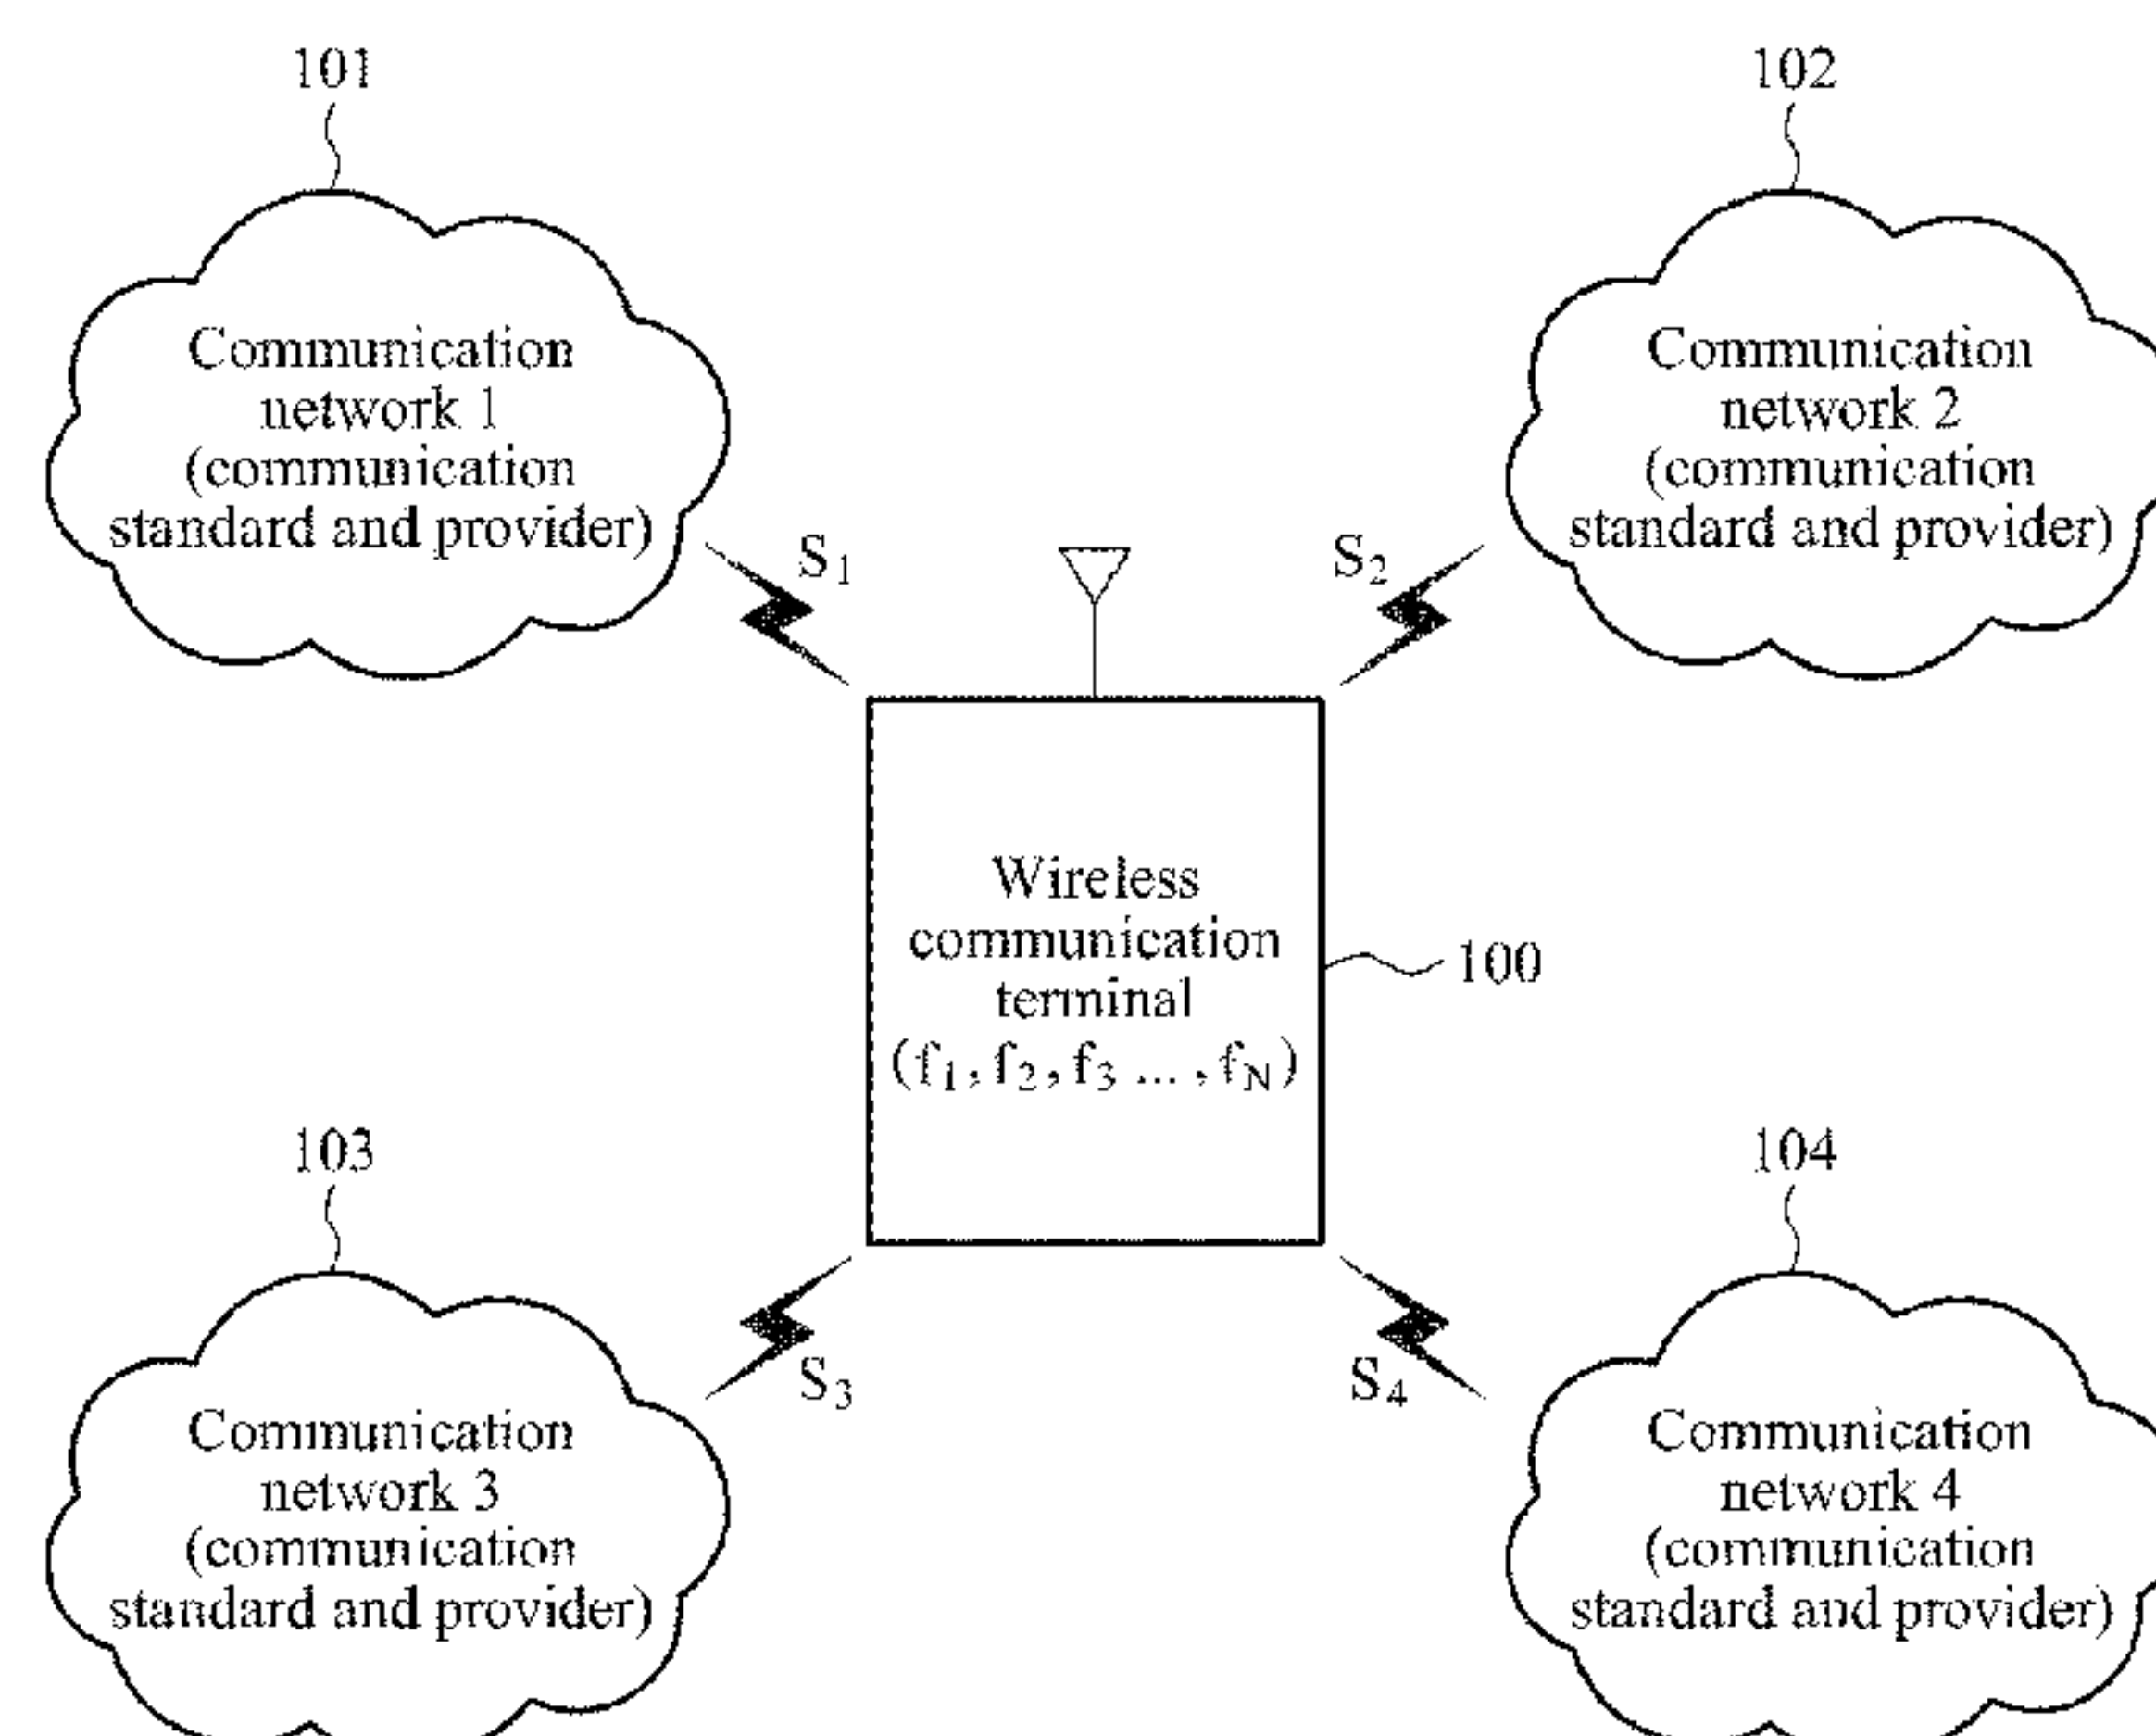 101
102
Communication
network 1
(communication
standard and provider)
Communication
network 2
(communication
standard and provider)
S₁
S₂
Wireless
communication
terminal
(f₁, f₂, f₃ ... , f_N)
100
103
104
S₃
S₄
Communication
network 3
(communication
standard and provider)
Communication
network 4
(communication
standard and provider)